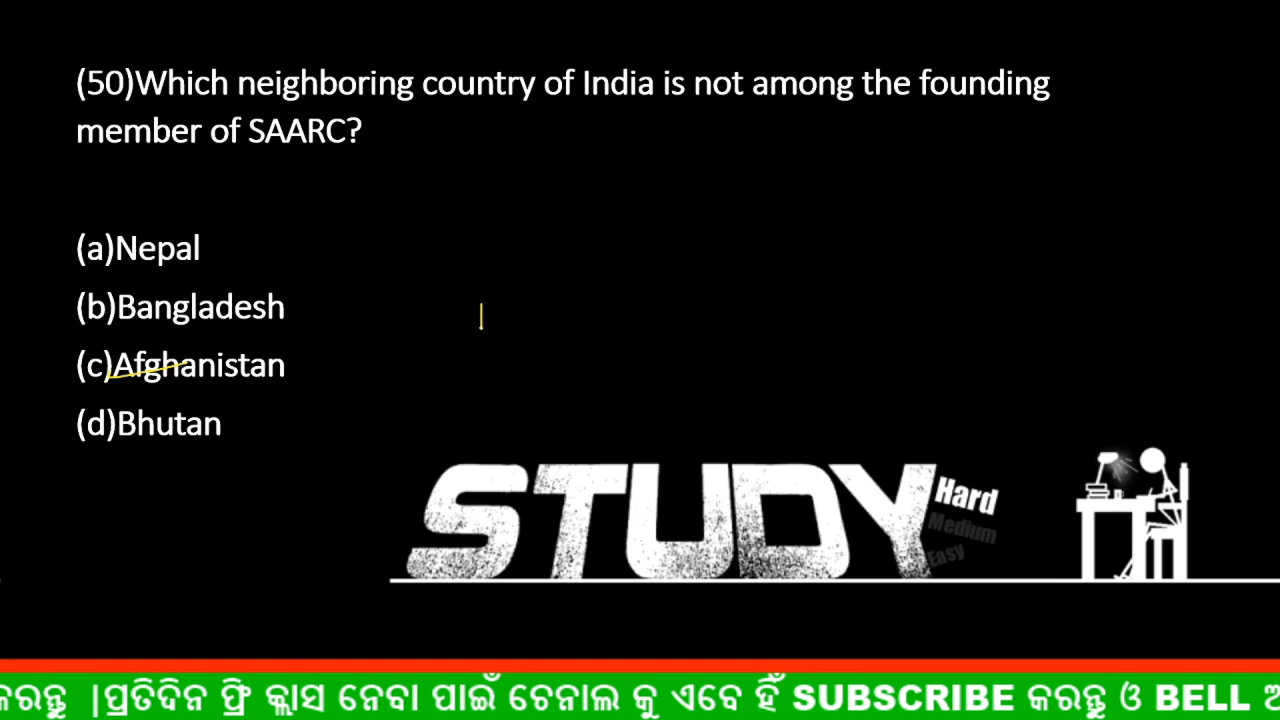 (50)Which neighboring country of India is not among the founding
member of SAARC?
(a)Nepal
(b)Bangladesh
(c)Afghanistan
(d)Bhutan
STUDY
Hard
Medium
Easy
କରନ୍ତୁ |ପ୍ରତିଦିନ ଫ୍ରି କ୍ଲାସ ନେବା ପାଇଁ ଚେନାଲ କୁ ଏବେ ହିଁ SUBSCRIBE କରନ୍ତୁ ଓ BELL